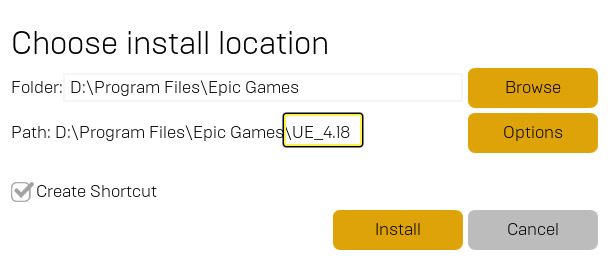 Choose install location
Folder: D:\Program Files\Epic Games Browse
Path: D:\Program Files\Epic Games\UE_4.18 Options
Create Shortcut
Install Cancel